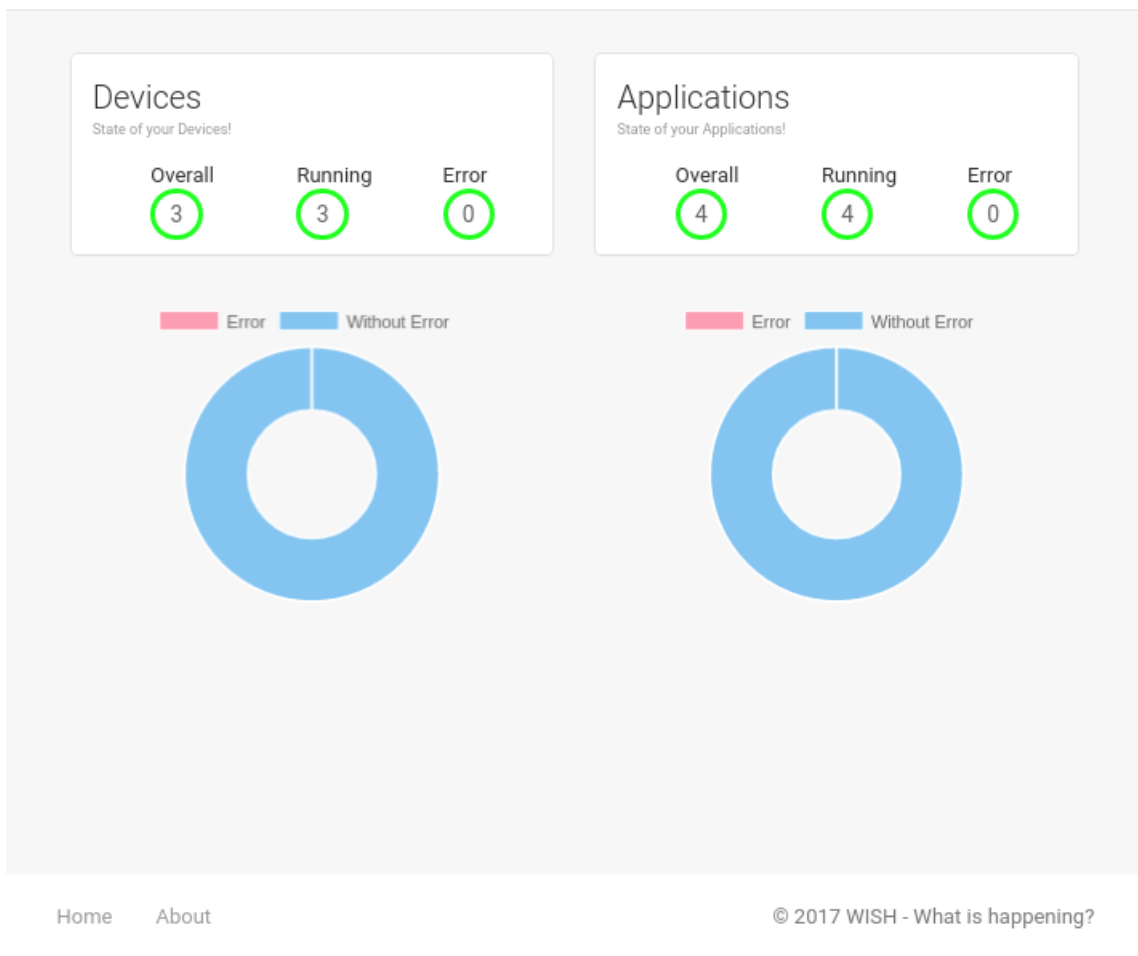 Devices
State of your Devices!
Overall Running Error
3 3 0
Applications
State of your Applications!
Overall Running Error
4 4 0
Error Without Error
Error Without Error
Home About © 2017 WISH - What is happening?